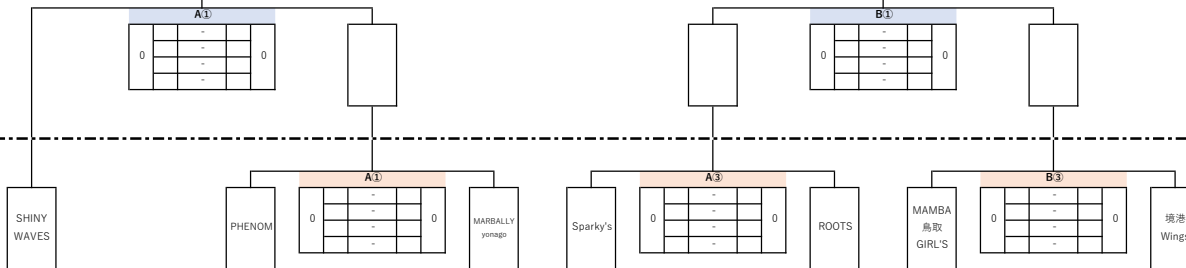 A①
B①
-
-
0
0
-
-
-
-
0
0
-
-
A①
A③
B③
-
-
-
SHINY
WAVES
PHENOM
0
-
-
-
0
MARBALLY
yonago
Sparky's
0
-
-
-
0
ROOTS
MAMBA
鳥取
GIRL'S
0
-
-
-
0
境港
Wings